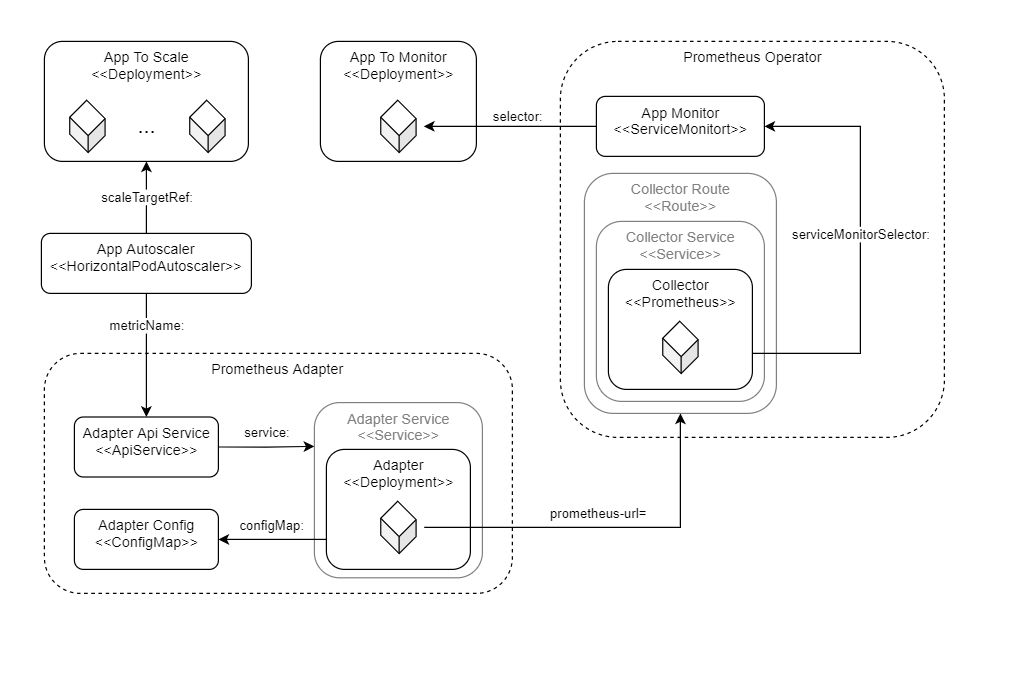 App To Scale
<<Deployment>>
...
App To Monitor
<<Deployment>>
Prometheus Operator
App Monitor
<<ServiceMonitort>>
selector:
scaleTargetRef:
Collector Route
<<Route>>
Collector Service
<<Service>>
Collector
<<Prometheus>>
serviceMonitorSelector:
App Autoscaler
<<HorizontalPodAutoscaler>>
metricName:
Prometheus Adapter
Adapter Api Service
<<ApiService>>
service:
Adapter Service
<<Service>>
Adapter
<<Deployment>>
Adapter Config
<<ConfigMap>>
configMap:
prometheus-url=